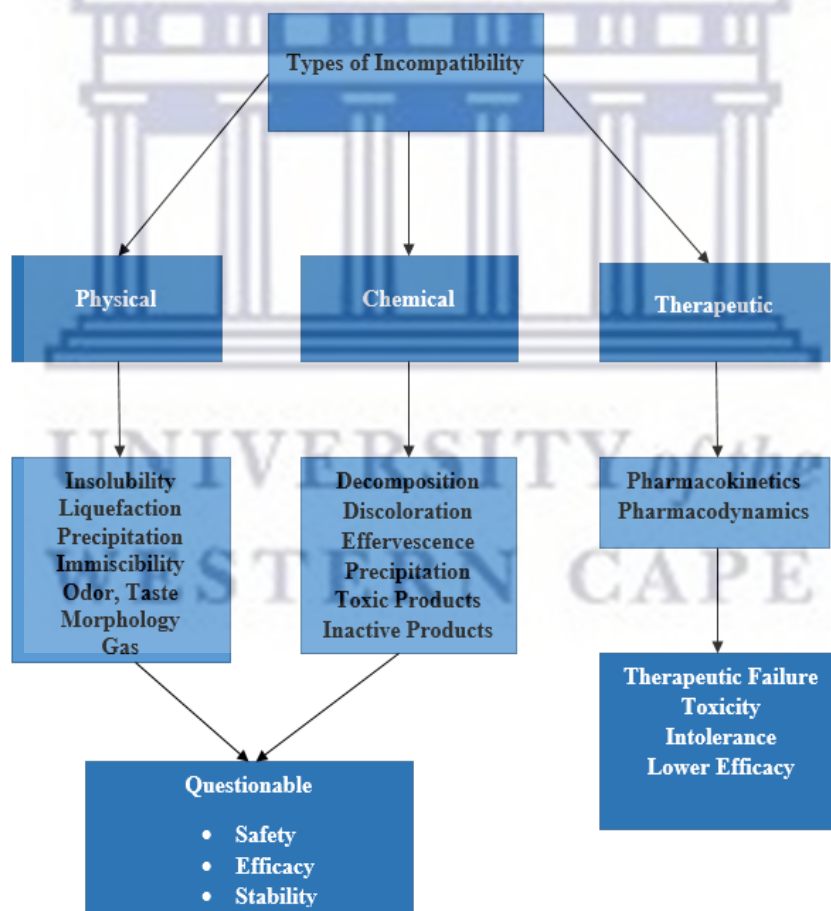 Types of Incompatibility
Physical
Chemical
Therapeutic
Insolubility
Liquefaction
Precipitation
Immiscibility
Odor, Taste
Morphology
Gas
Decomposition
Discoloration
Effervescence
Precipitation
Toxic Products
Inactive Products
Pharmacokinetics
Pharmacodynamics
UNIVERSITY of the
WESTERN CAPE
Therapeutic Failure
Toxicity
Intolerance
Lower Efficacy
Questionable
• Safety
• Efficacy
• Stability